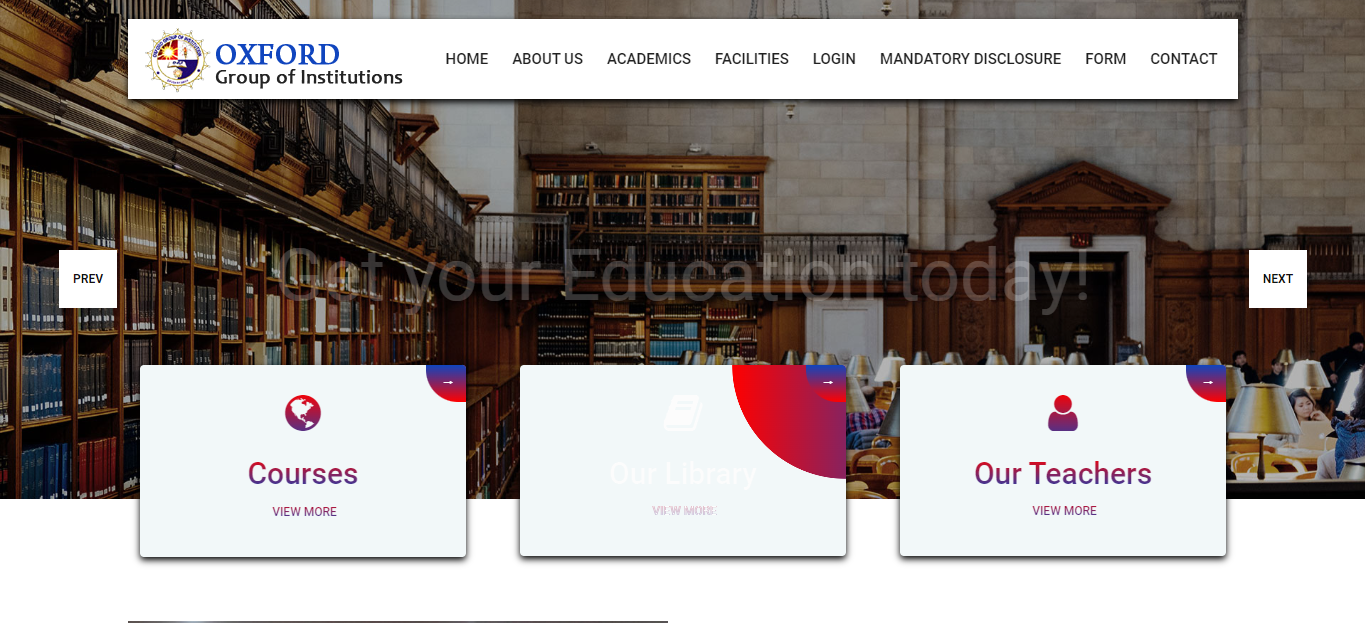 OXFORD
Group of Institutions
HOME ABOUT US ACADEMICS FACILITIES LOGIN MANDATORY DISCLOSURE FORM CONTACT
Get your Education today!
PREV
NEXT
→
→
→
Courses
Our Library
Our Teachers
VIEW MORE
VIEW MORE
VIEW MORE